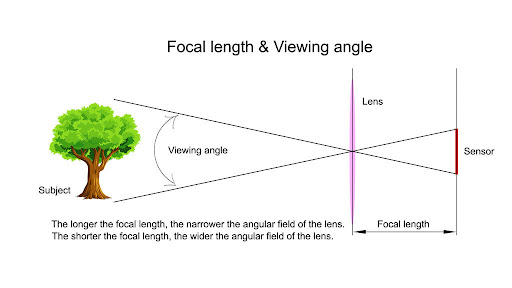 Focal length & Viewing angle
Lens
Viewing angle
Sensor
Subject
The longer the focal length, the narrower the angular field of the lens.
The shorter the focal length, the wider the angular field of the lens.
Focal length